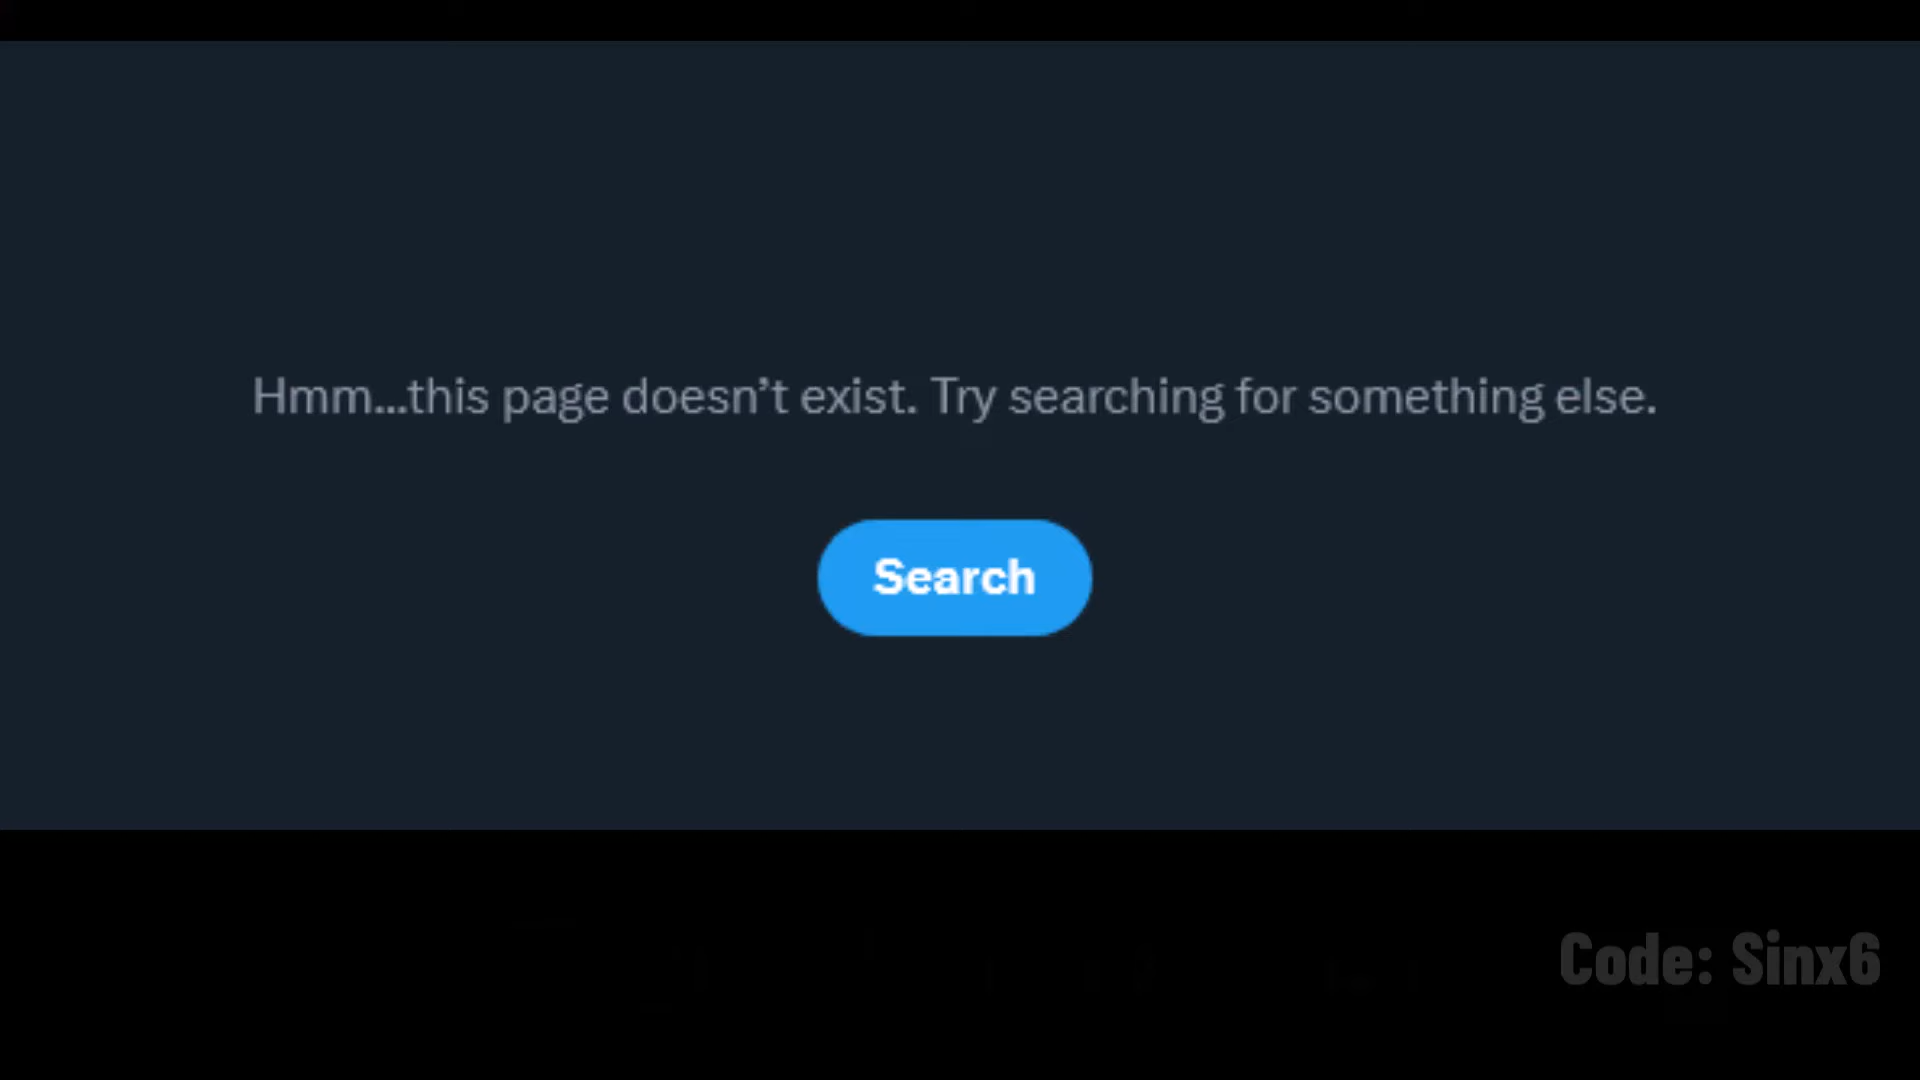 Hmm...this page doesn’t exist. Try searching for something else.
Search
Code: Sinx6